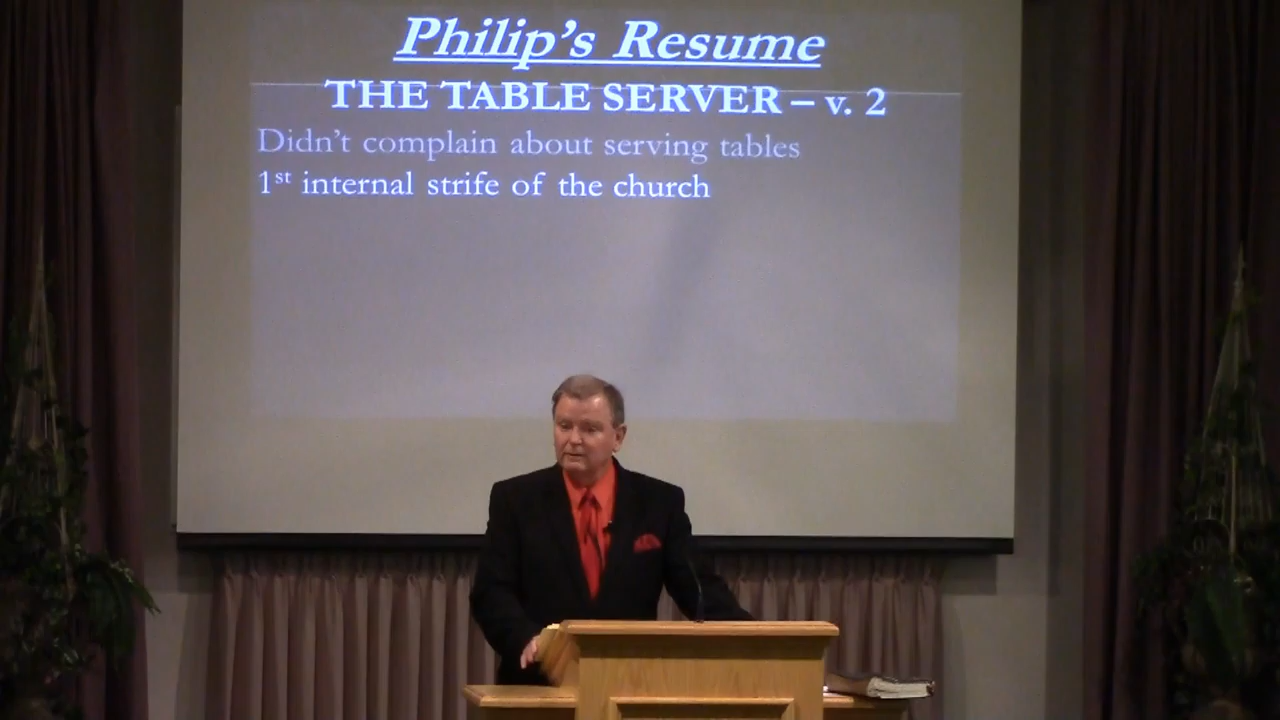 Philip's Resume
THE TABLE SERVER – v. 2
Didn't complain about serving tables
1st internal strife of the church